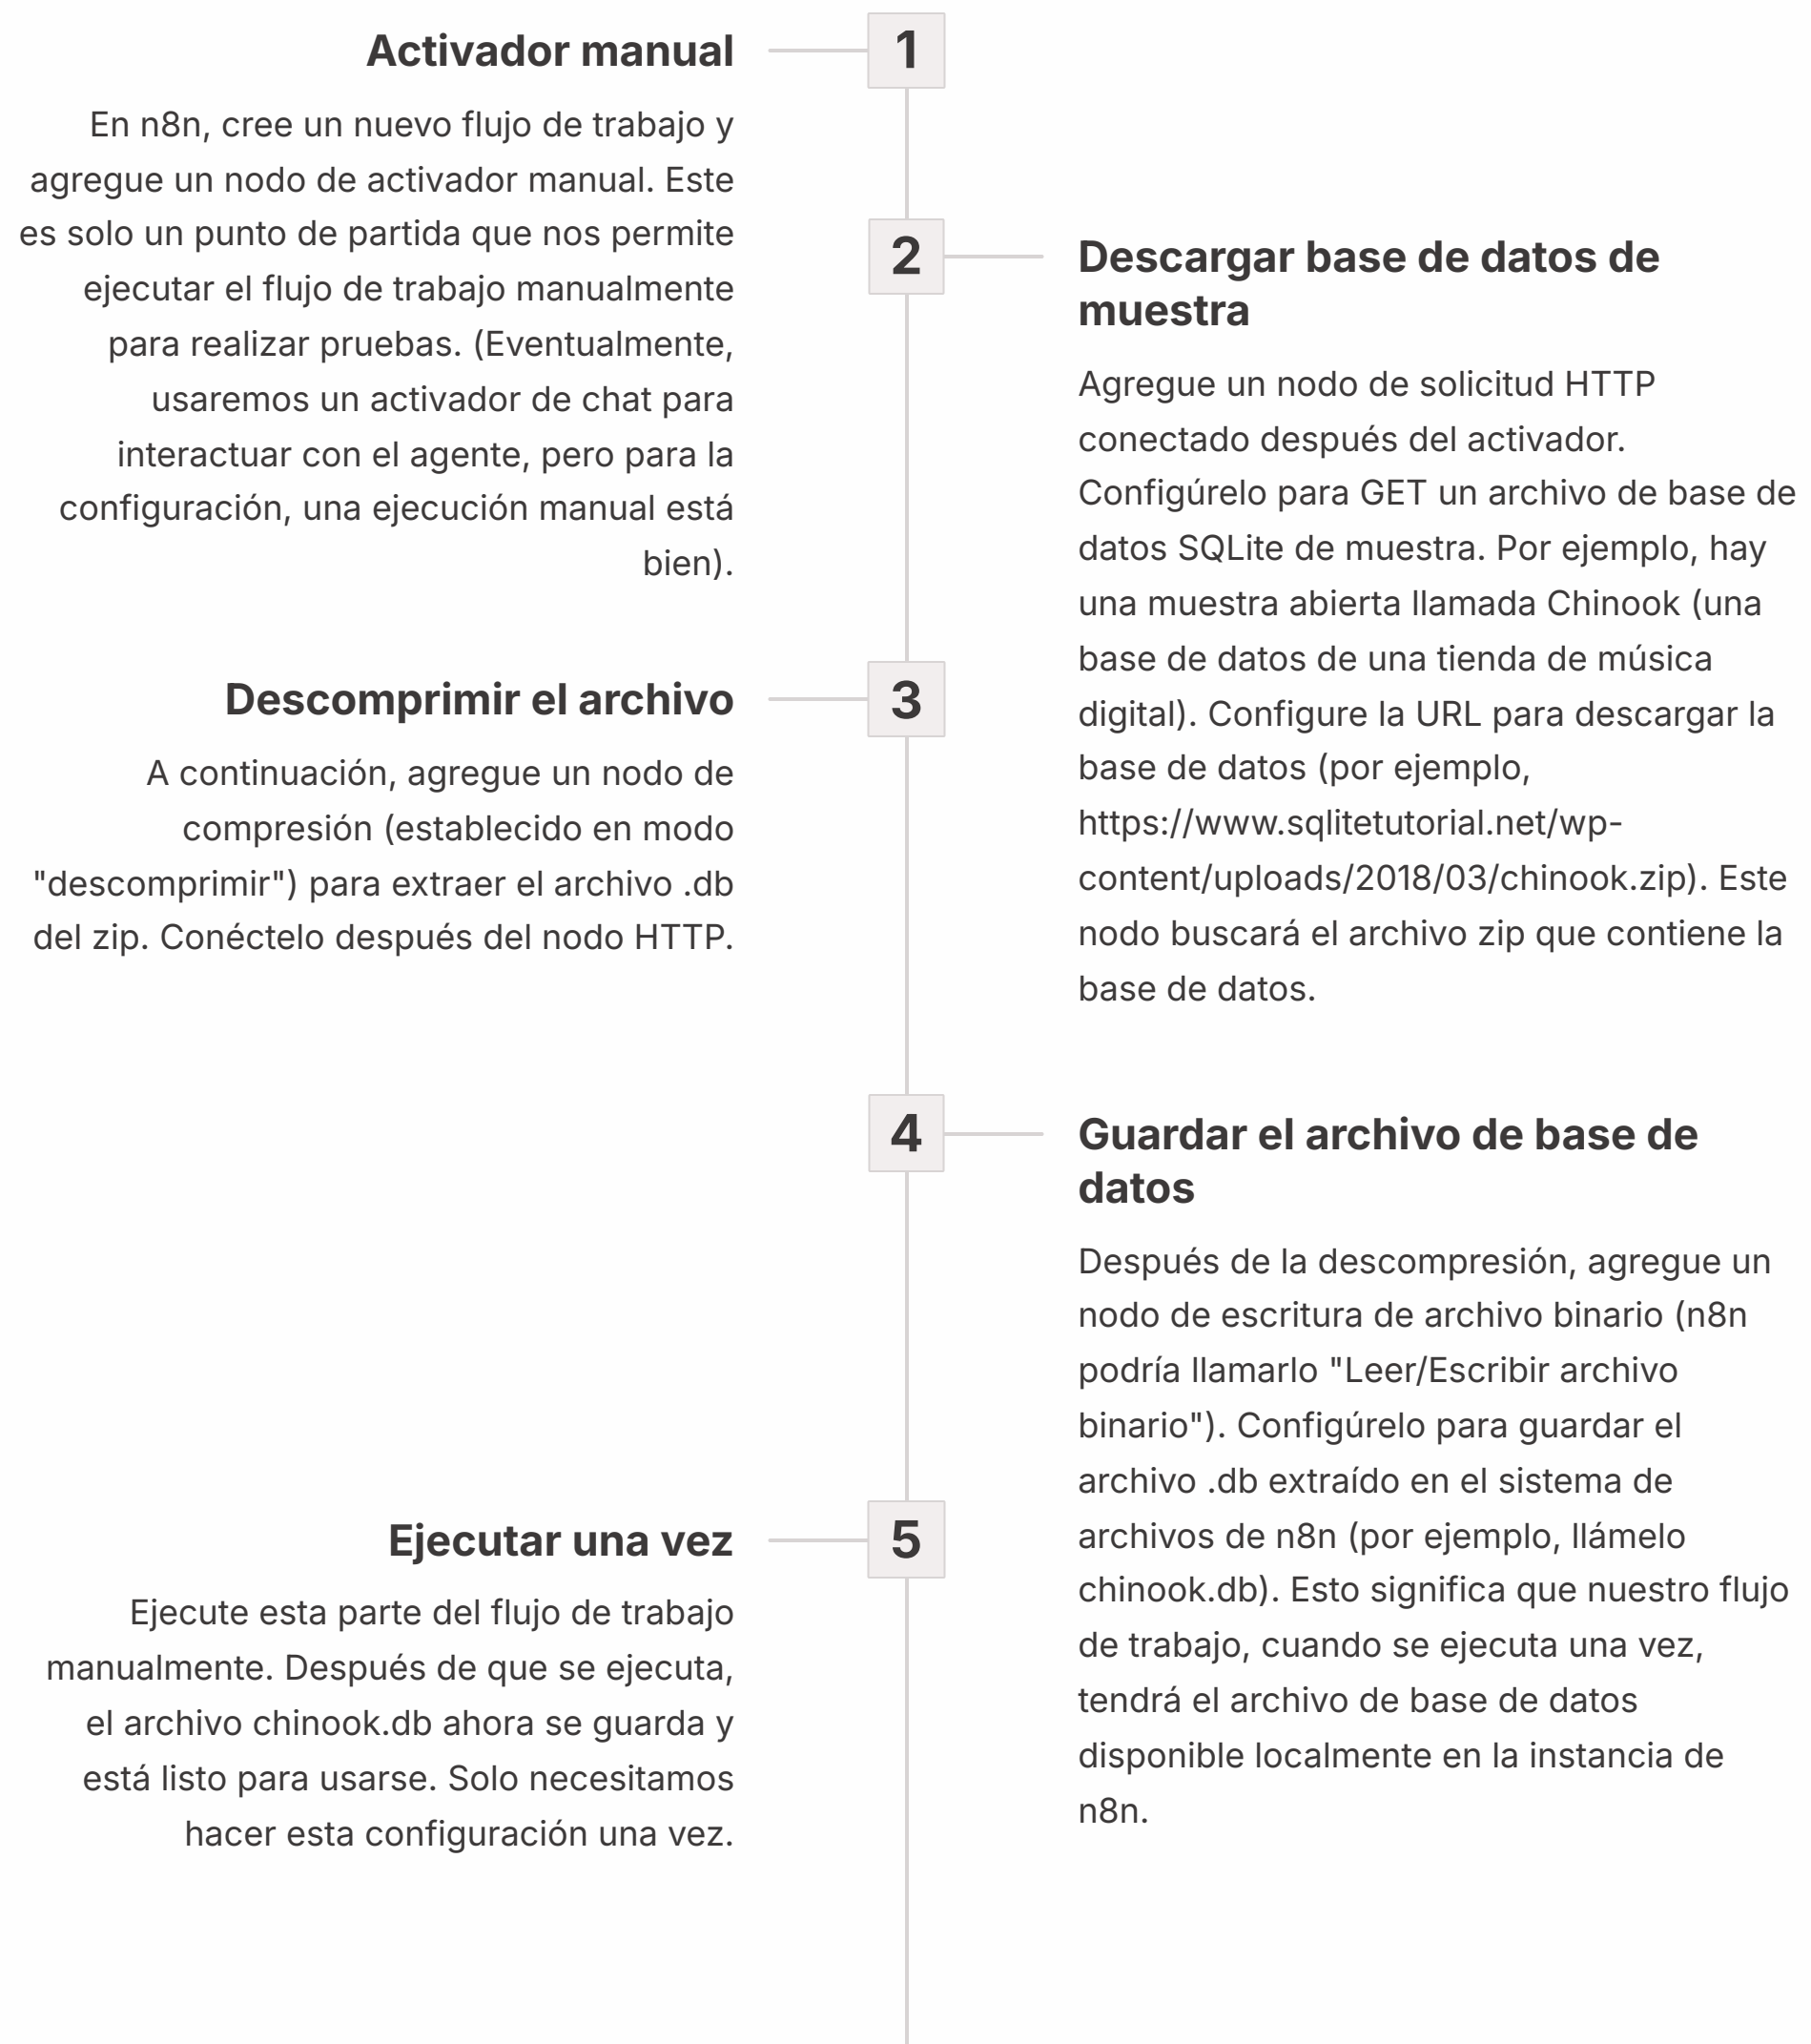 1
Activador manual
En n8n, cree un nuevo flujo de trabajo y
agregue un nodo de activador manual. Este
es solo un punto de partida que nos permite
ejecutar el flujo de trabajo manualmente
para realizar pruebas. (Eventualmente,
usaremos un activador de chat para
interactuar con el agente, pero para la
configuración, una ejecución manual está
bien).
2
Descargar base de datos de
muestra
Agregue un nodo de solicitud HTTP
conectado después del activador.
Configúrelo para GET un archivo de base de
datos SQLite de muestra. Por ejemplo, hay
una muestra abierta llamada Chinook (una
base de datos de una tienda de música
digital). Configure la URL para descargar la
base de datos (por ejemplo,
https://www.sqlitetutorial.net/wp-
content/uploads/2018/03/chinook.zip). Este
nodo buscará el archivo zip que contiene la
base de datos.
3
Descomprimir el archivo
A continuación, agregue un nodo de
compresión (establecido en modo
"descomprimir") para extraer el archivo .db
del zip. Conéctelo después del nodo HTTP.
4
Guardar el archivo de base de
datos
Después de la descompresión, agregue un
nodo de escritura de archivo binario (n8n
podría llamarlo "Leer/Escribir archivo
binario"). Configúrelo para guardar el
archivo .db extraído en el sistema de
archivos de n8n (por ejemplo, llámelo
chinook.db). Esto significa que nuestro flujo
de trabajo, cuando se ejecuta una vez,
tendrá el archivo de base de datos
disponible localmente en la instancia de
n8n.
5
Ejecutar una vez
Ejecute esta parte del flujo de trabajo
manualmente. Después de que se ejecuta,
el archivo chinook.db ahora se guarda y
está listo para usarse. Solo necesitamos
hacer esta configuración una vez.